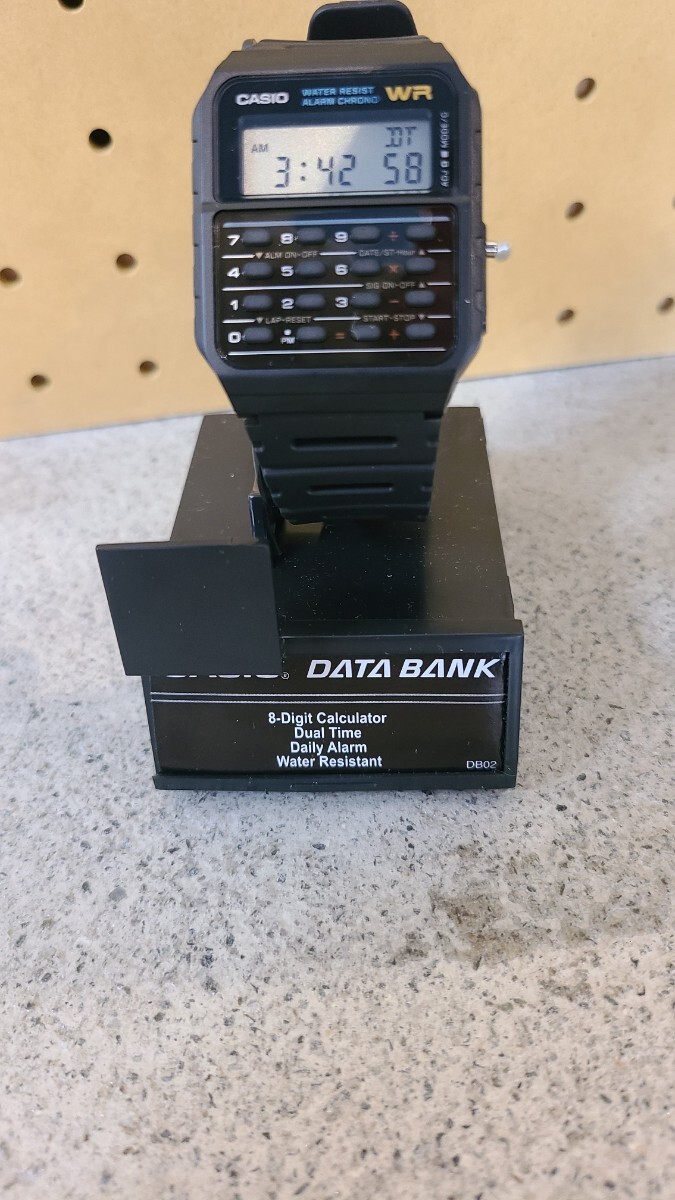 CASIO WATER RESIST WR
ALARM CHRONO
ADJ MODE/C
AM DT
3:42 58
7 8 9 ÷
▼ ALM ON-OFF DATE/ST-Hour ▲
4 5 6 ×
SIG ON-OFF ▲
1 2 3 -
▼ LAP-RESET START-STOP ▼
0 • = +
PM
DATA BANK
8-Digit Calculator
Dual Time
Daily Alarm
Water Resistant
DB02